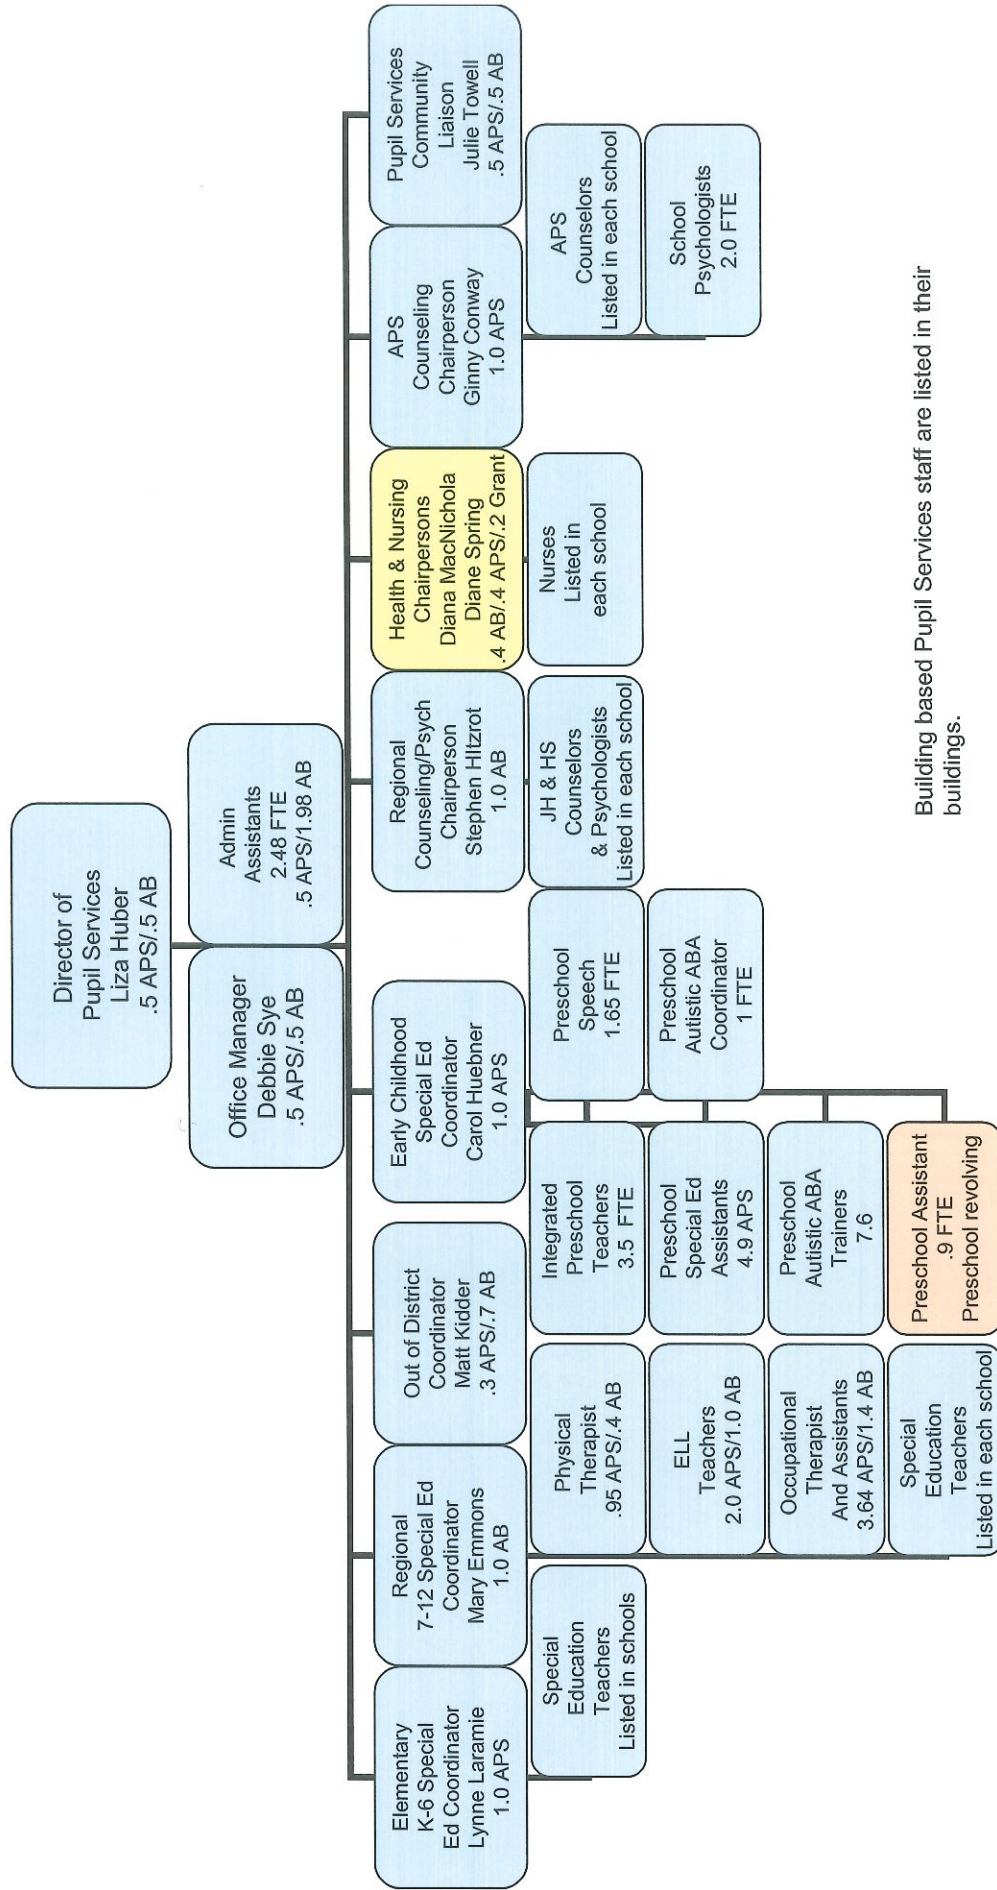 Director of
Pupil Services
Liza Huber
.5 APS/.5 AB
Office Manager
Debbie Sye
.5 APS/.5 AB
Admin
Assistants
2.48 FTE
.5 APS/1.98 AB
Elementary
K-6 Special
Ed Coordinator
Lynne Laramie
1.0 APS
Regional
7-12 Special Ed
Coordinator
Mary Emmons
1.0 AB
Out of District
Coordinator
Matt Kidder
.3 APS/.7 AB
Early Childhood
Special Ed
Coordinator
Carol Huebner
1.0 APS
Regional
Counseling/Psych
Chairperson
Stephen HItzrot
1.0 AB
Health & Nursing
Chairpersons
Diana MacNichola
Diane Spring
.4 AB/.4 APS/.2 Grant
APS
Counseling
Chairperson
Ginny Conway
1.0 APS
Pupil Services
Community
Liaison
Julie Towell
.5 APS/.5 AB
Special
Education
Teachers
Listed in schools
Physical
Therapist
.95 APS/.4 AB
Integrated
Preschool
Teachers
3.5 FTE
Preschool
Speech
1.65 FTE
JH & HS
Counselors
& Psychologists
Listed in each school
Nurses
Listed in
each school
APS
Counselors
Listed in each school
ELL
Teachers
2.0 APS/1.0 AB
Preschool
Special Ed
Assistants
4.9 APS
Preschool
Autistic ABA
Coordinator
1 FTE
School
Psychologists
2.0 FTE
Occupational
Therapist
And Assistants
3.64 APS/1.4 AB
Preschool
Autistic ABA
Trainers
7.6
Special
Education
Teachers
Listed in each school
Preschool Assistant
.9 FTE
Preschool revolving
Building based Pupil Services staff are listed in their
buildings.